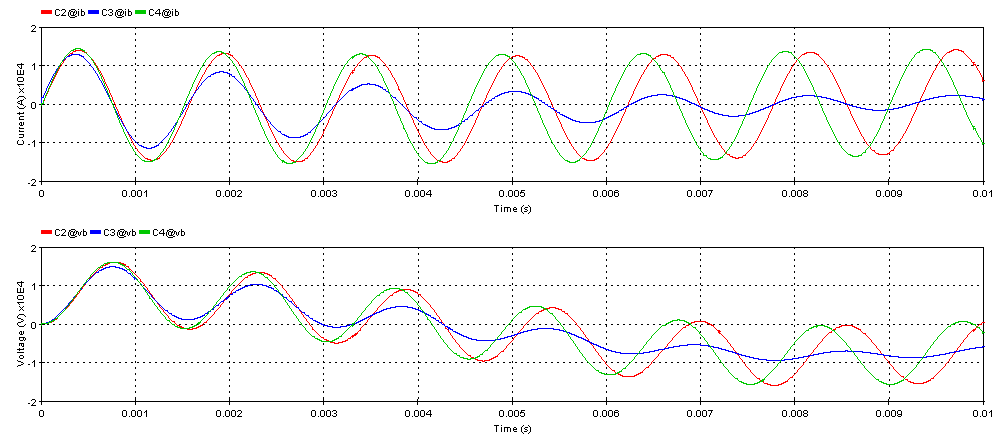 C2@ib C3@ib C4@ib
Current (A) x10E4
2
1
0
-1
-2
0 0.001 0.002 0.003 0.004 0.005 0.006 0.007 0.008 0.009 0.01
Time (s)
C2@vb C3@vb C4@vb
Voltage (V) x10E4
2
1
0
-1
-2
0 0.001 0.002 0.003 0.004 0.005 0.006 0.007 0.008 0.009 0.01
Time (s)